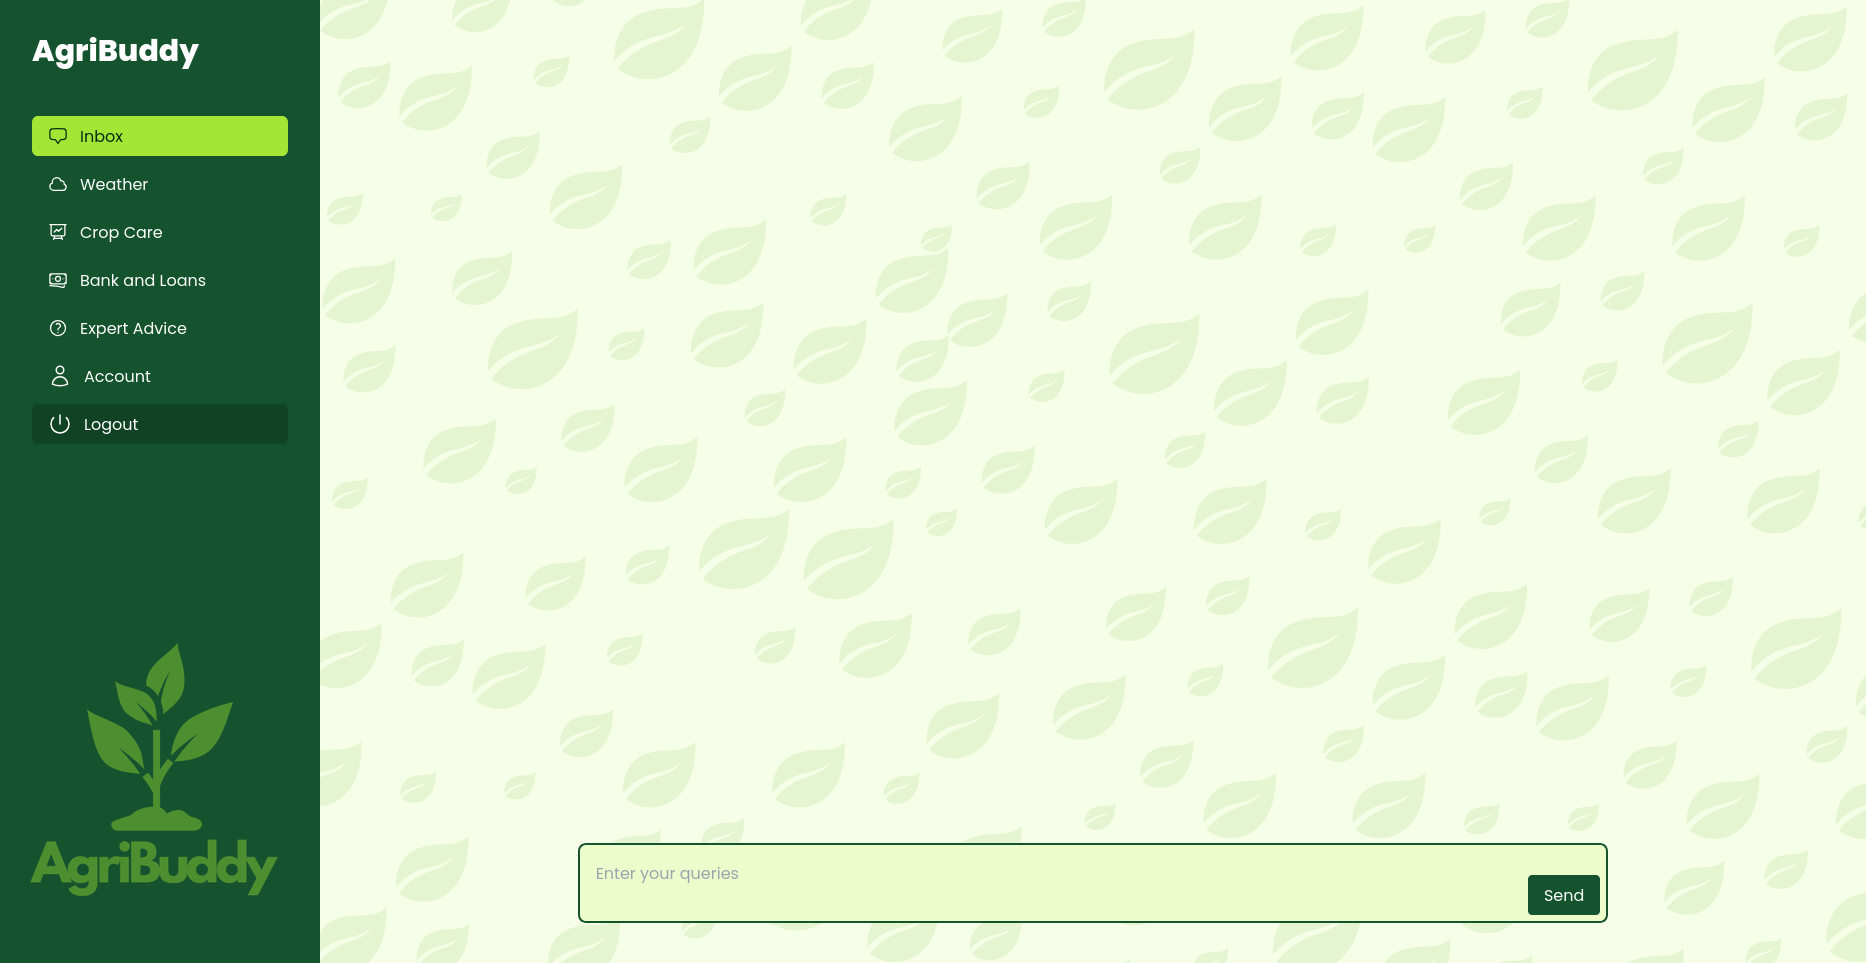 AgriBuddy
Inbox
Weather
Crop Care
Bank and Loans
Expert Advice
Account
Logout
AgriBuddy
Enter your queries
Send